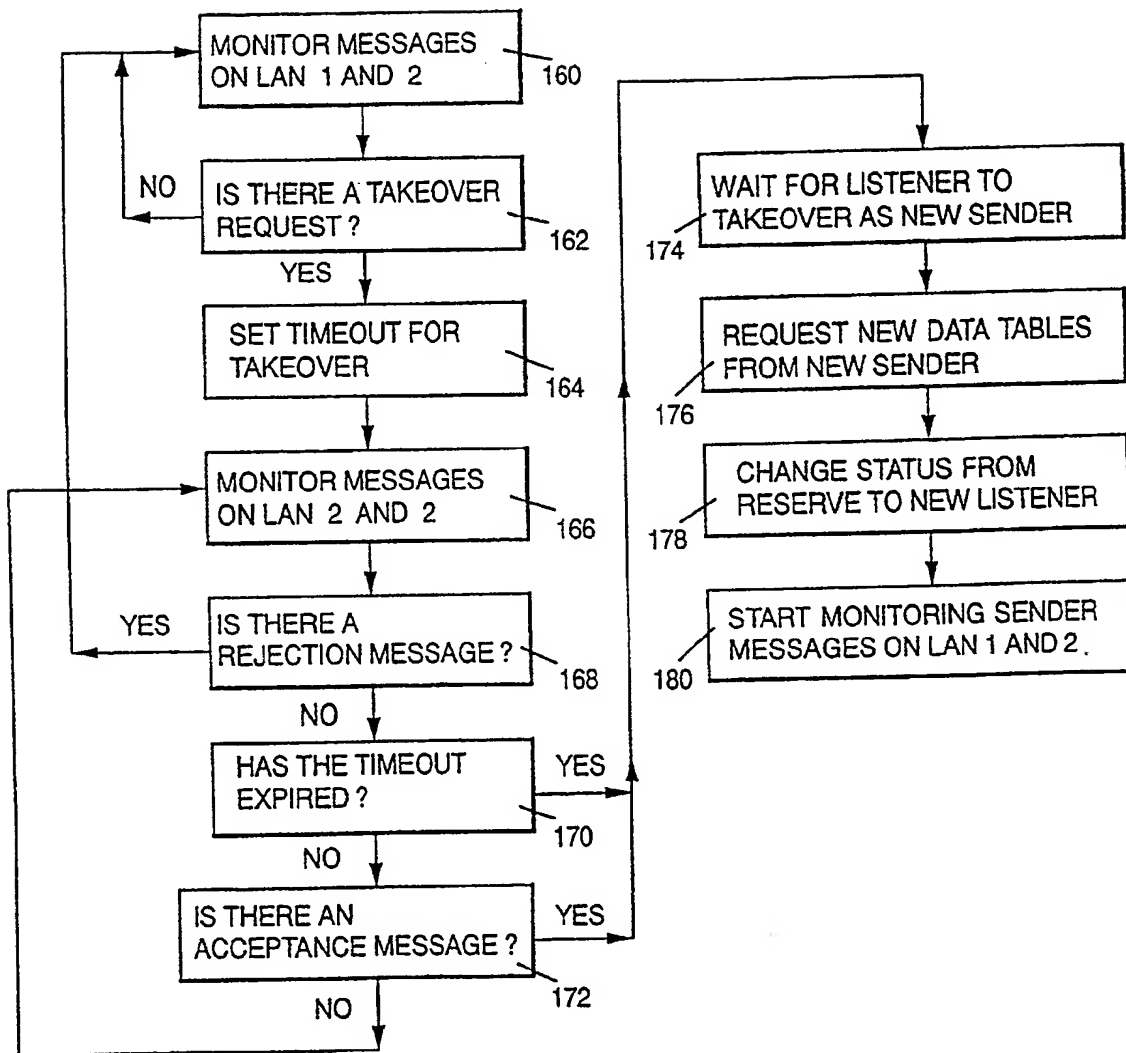 MONITOR MESSAGES
ON LAN 1 AND 2
160
NO
IS THERE A TAKEOVER
REQUEST ?
162
YES
SET TIMEOUT FOR
TAKEOVER
164
MONITOR MESSAGES
ON LAN 2 AND 2
166
YES
IS THERE A
REJECTION MESSAGE ?
168
NO
HAS THE TIMEOUT
EXPIRED ?
YES
170
NO
IS THERE AN
ACCEPTANCE MESSAGE ?
YES
172
NO
WAIT FOR LISTENER TO
TAKEOVER AS NEW SENDER
174
REQUEST NEW DATA TABLES
FROM NEW SENDER
176
CHANGE STATUS FROM
RESERVE TO NEW LISTENER
178
START MONITORING SENDER
MESSAGES ON LAN 1 AND 2 .
180